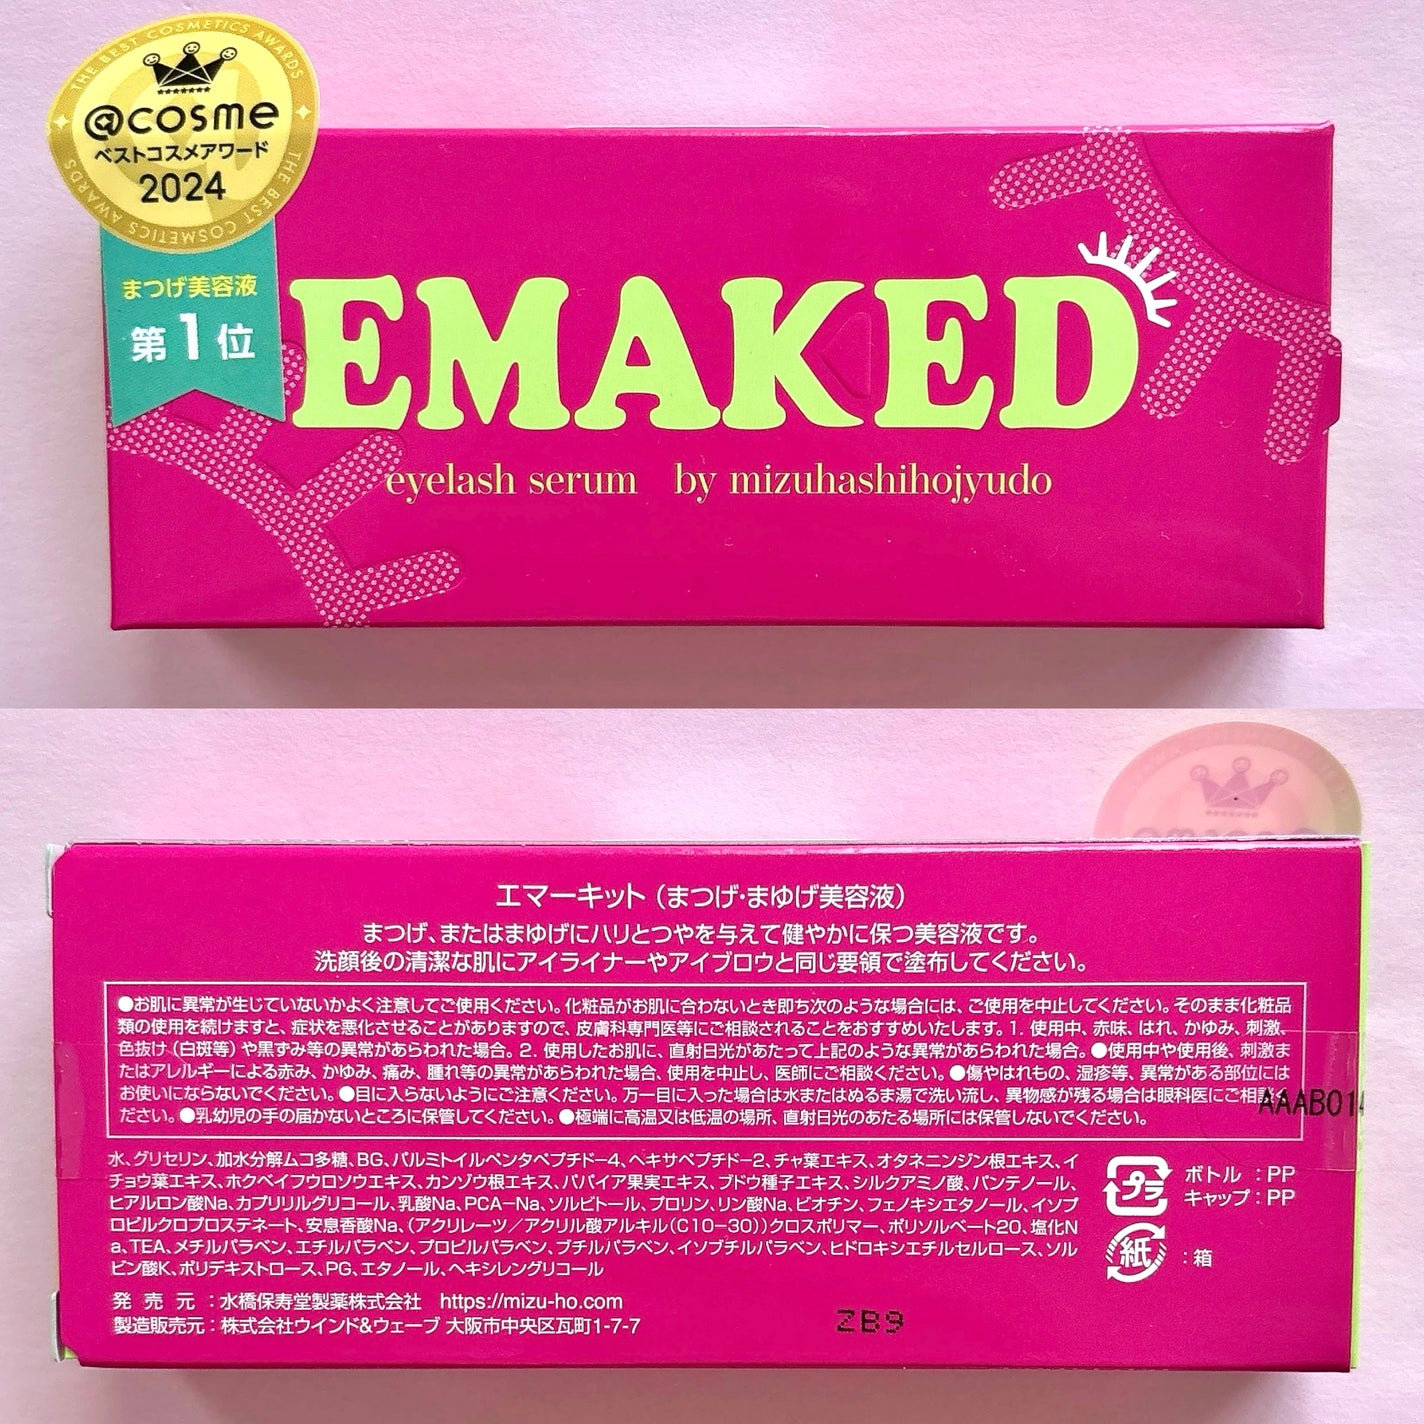 THE BEST COSMETICS AWARDS
@cosme
ベストコスメアワード
2024
THE BEST COSMETICS AWARDS
まつげ美容液
第1位
EMAKED
eyelash serum by mizuhashihojyudo
エマーキット（まつげ・まゆげ美容液）
まつげ、またはまゆげにハリとつやを与えて健やかに保つ美容液です。
洗顔後の清潔な肌にアイライナーやアイブロウと同じ要領で塗布してください。
●お肌に異常が生じていないかよく注意してご使用ください。化粧品がお肌に合わないとき即ち次のような場合には、ご使用を中止してください。そのまま化粧品
類の使用を続けますと、症状を悪化させることがありますので、皮膚科専門医等にご相談されることをおすすめいたします。1. 使用中、赤味、はれ、かゆみ、刺激、
色抜け（白斑等）や黒ずみ等の異常があらわれた場合。2. 使用したお肌に、直射日光があたって上記のような異常があらわれた場合。●使用中や使用後、刺激ま
たはアレルギーによる赤み、かゆみ、痛み、腫れ等の異常があらわれた場合、使用を中止し、医師にご相談ください。●傷やはれもの、湿疹等、異常がある部位には
お使いにならないでください。●目に入らないようにご注意ください。万一目に入った場合は水またはぬるま湯で洗い流し、異物感が残る場合は眼科医にご相談く
ださい。●乳幼児の手の届かないところに保管してください。●極端に高温又は低温の場所、直射日光のあたる場所には保管しないでください。
AAAB014
水、グリセリン、加水分解ムコ多糖、BG、パルミトイルペンタペプチド-4、ヘキサペプチド-2、チャ葉エキス、オタネニンジン根エキス、イ
チョウ葉エキス、ホクベイフウロソウエキス、カンゾウ根エキス、パパイア果実エキス、ブドウ種子エキス、シルクアミノ酸、パンテノール、
ヒアルロン酸Na、カプリリルグリコール、乳酸Na、PCA-Na、ソルビトール、プロリン、リン酸Na、ビオチン、フェノキシエタノール、イソプ
ロピルクロプロステネート、安息香酸Na、（アクリレーツ／アクリル酸アルキル（C10-30））クロスポリマー、ポリソルベート20、塩化N
a、TEA、メチルパラベン、エチルパラベン、プロピルパラベン、ブチルパラベン、イソブチルパラベン、ヒドロキシエチルセルロース、ソル
ビン酸K、ポリデキストロース、PG、エタノール、ヘキシレングリコール
プラ
ボトル：PP
キャップ：PP
紙
：箱
発売元：水橋保寿堂製薬株式会社 https://mizu-ho.com
製造販売元：株式会社ウインド&ウェーブ 大阪市中央区瓦町1-7-7
ZB9